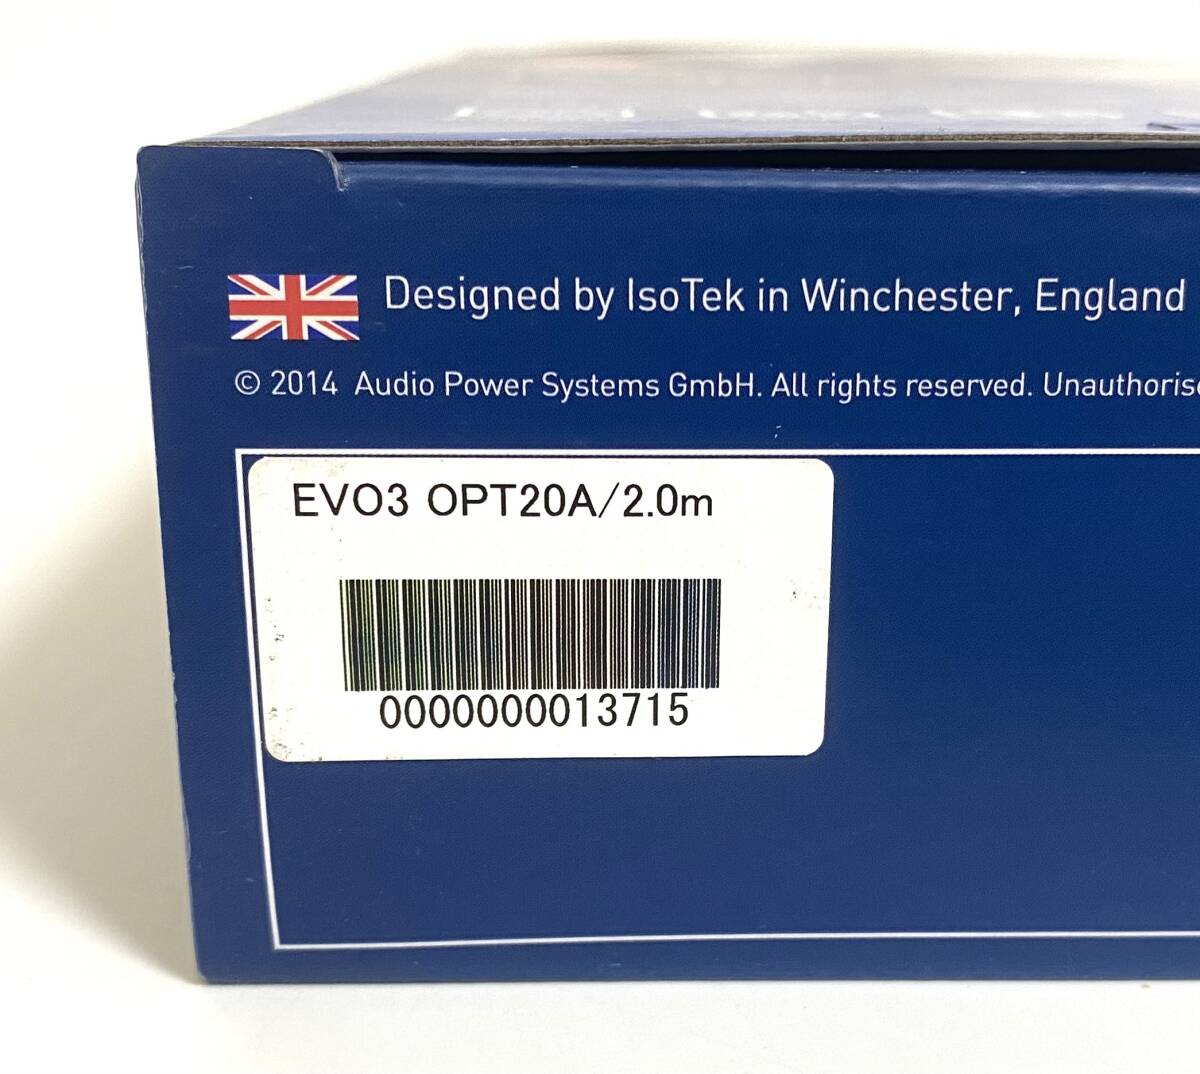 Designed by IsoTek in Winchester, England
© 2014 Audio Power Systems GmbH. All rights reserved.
EVO3 OPT20A/2.0m
0000000013715